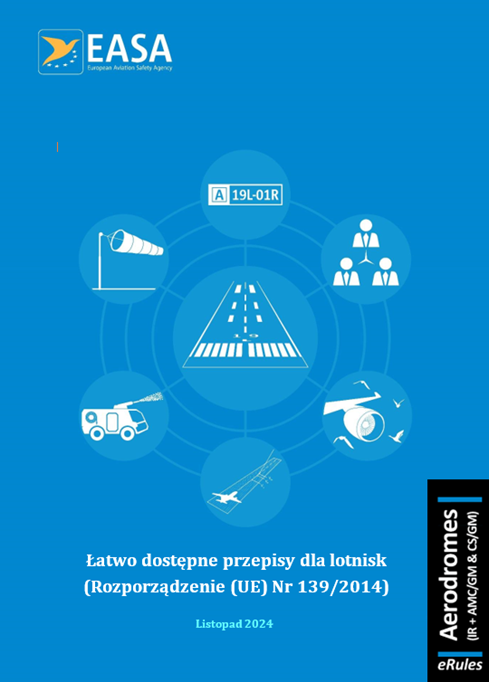 EASA
European Aviation Safety Agency
A 19L-01R
Łatwo dostępne przepisy dla lotnisk
(Rozporządzenie (UE) Nr 139/2014)
Listopad 2024
Aerodromes
(IR + AMC/GM & CS/GM)
eRules